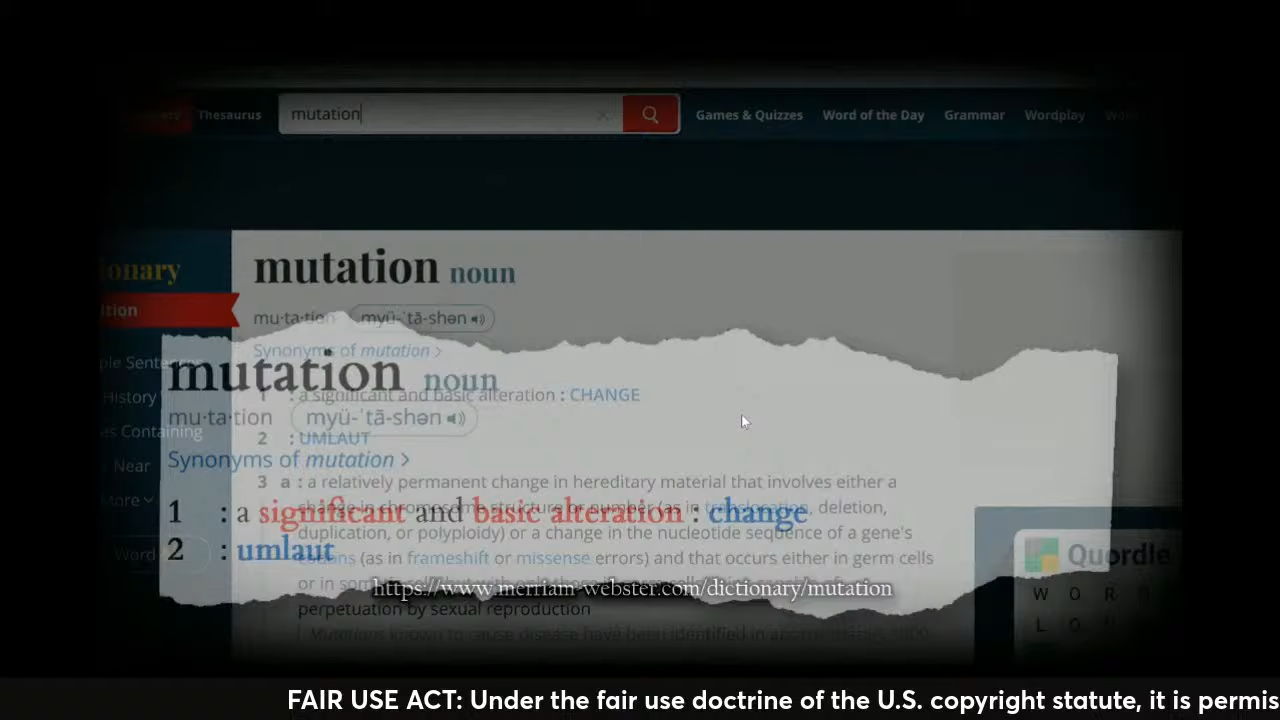 Thesaurus mutation Games & Quizzes Word of the Day Grammar Wordplay
mutation noun
mu·ta·tion myü-ˈtā-shən
Synonyms of mutation >
1 : a significant and basic alteration : CHANGE
2 : UMLAUT
3 a : a relatively permanent change in hereditary material that involves either a
duplication, or polyploidy) or a change in the nucleotide sequence of a gene's
codons (as in frameshift or missense errors) and that occurs either in germ cells
perpetuation by sexual reproduction
mutation noun
mu·ta·tion myü-ˈtā-shən
Synonyms of mutation >
1 : a significant and basic alteration : change
2 : umlaut
https://www.merriam-webster.com/dictionary/mutation
onary
ition
History
es Containing
Near
Quordle
W O R
L
FAIR USE ACT: Under the fair use doctrine of the U.S. copyright statute, it is permis